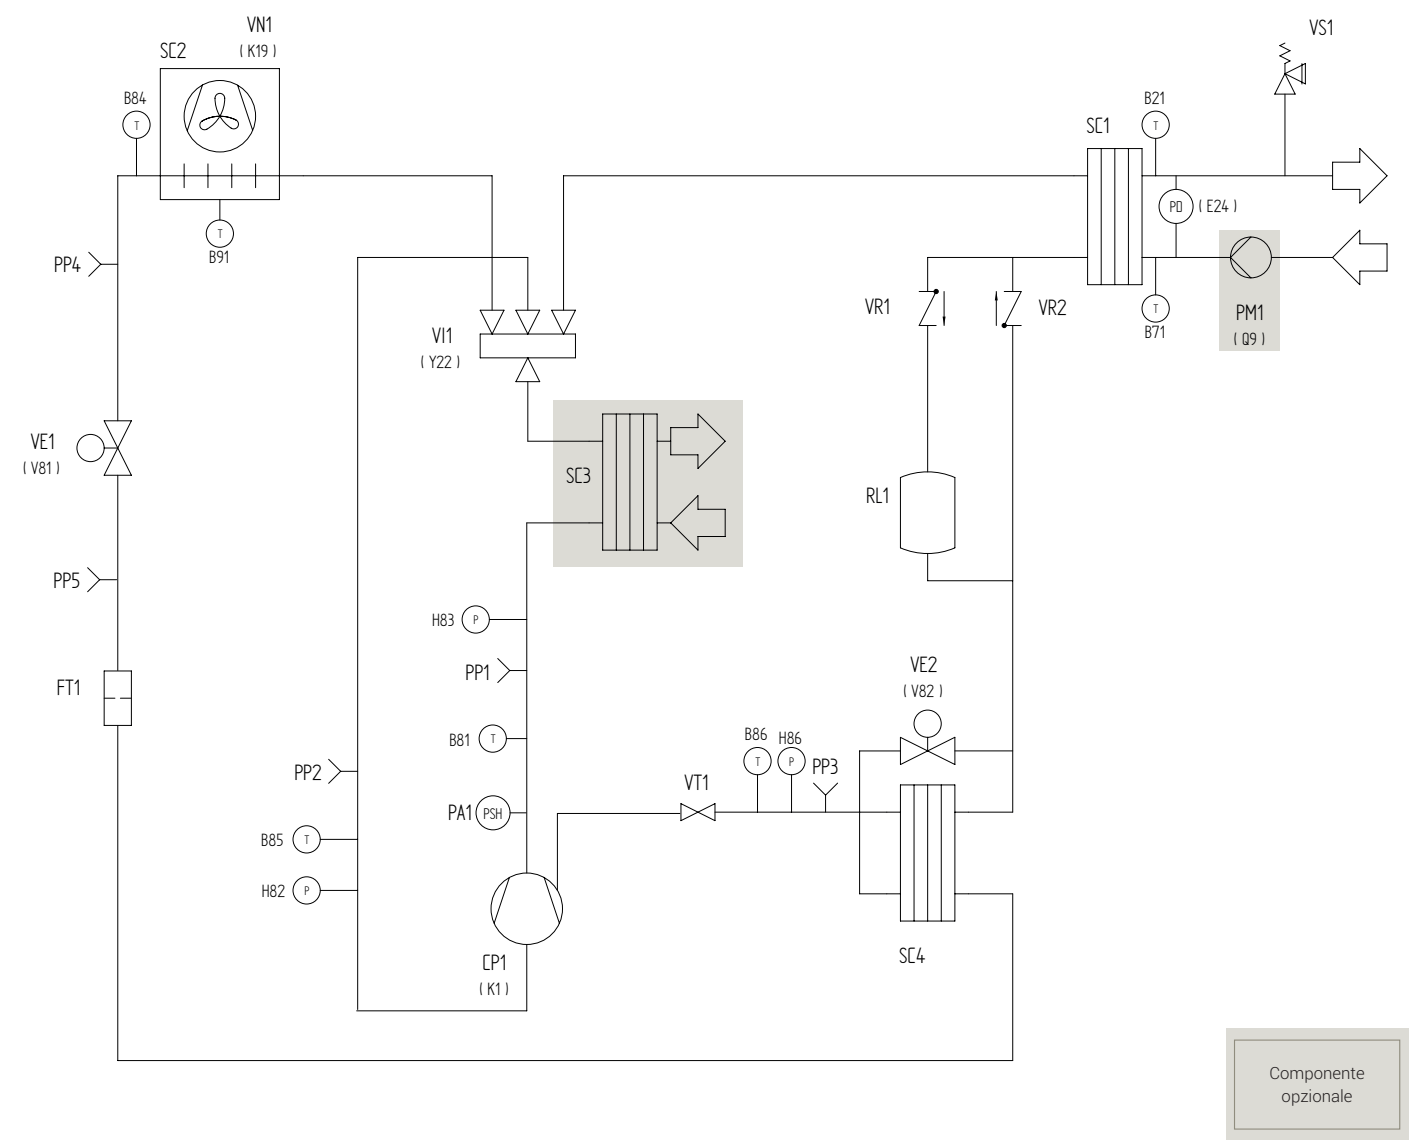 VN1
SC2
( K19 )
VS1
B84
T
B21
T
SC1
PD
( E24 )
T
B91
PP4
PM1
( Q9 )
T
B71
VR1
VR2
VI1
( Y22 )
VE1
( V81 )
SC3
RL1
PP5
H83
P
PP1
FT1
VE2
( V82 )
B81
T
B86
H86
T
P
PP3
PP2
VT1
PA1
PSH
B85
T
H82
P
CP1
( K1 )
SC4
Componente
opzionale